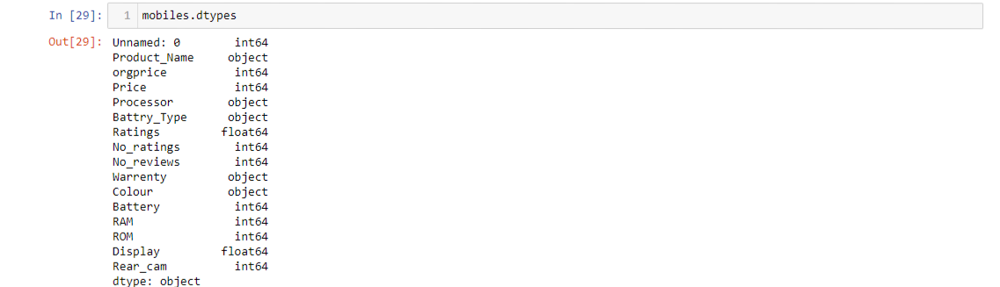 In [29]: 1 mobiles.dtypes
Out[29]: Unnamed: 0 int64
Product_Name object
orgprice int64
Price int64
Processor object
Battry_Type object
Ratings float64
No_ratings int64
No_reviews int64
Warrenty object
Colour object
Battery int64
RAM int64
ROM int64
Display float64
Rear_cam int64
dtype: object